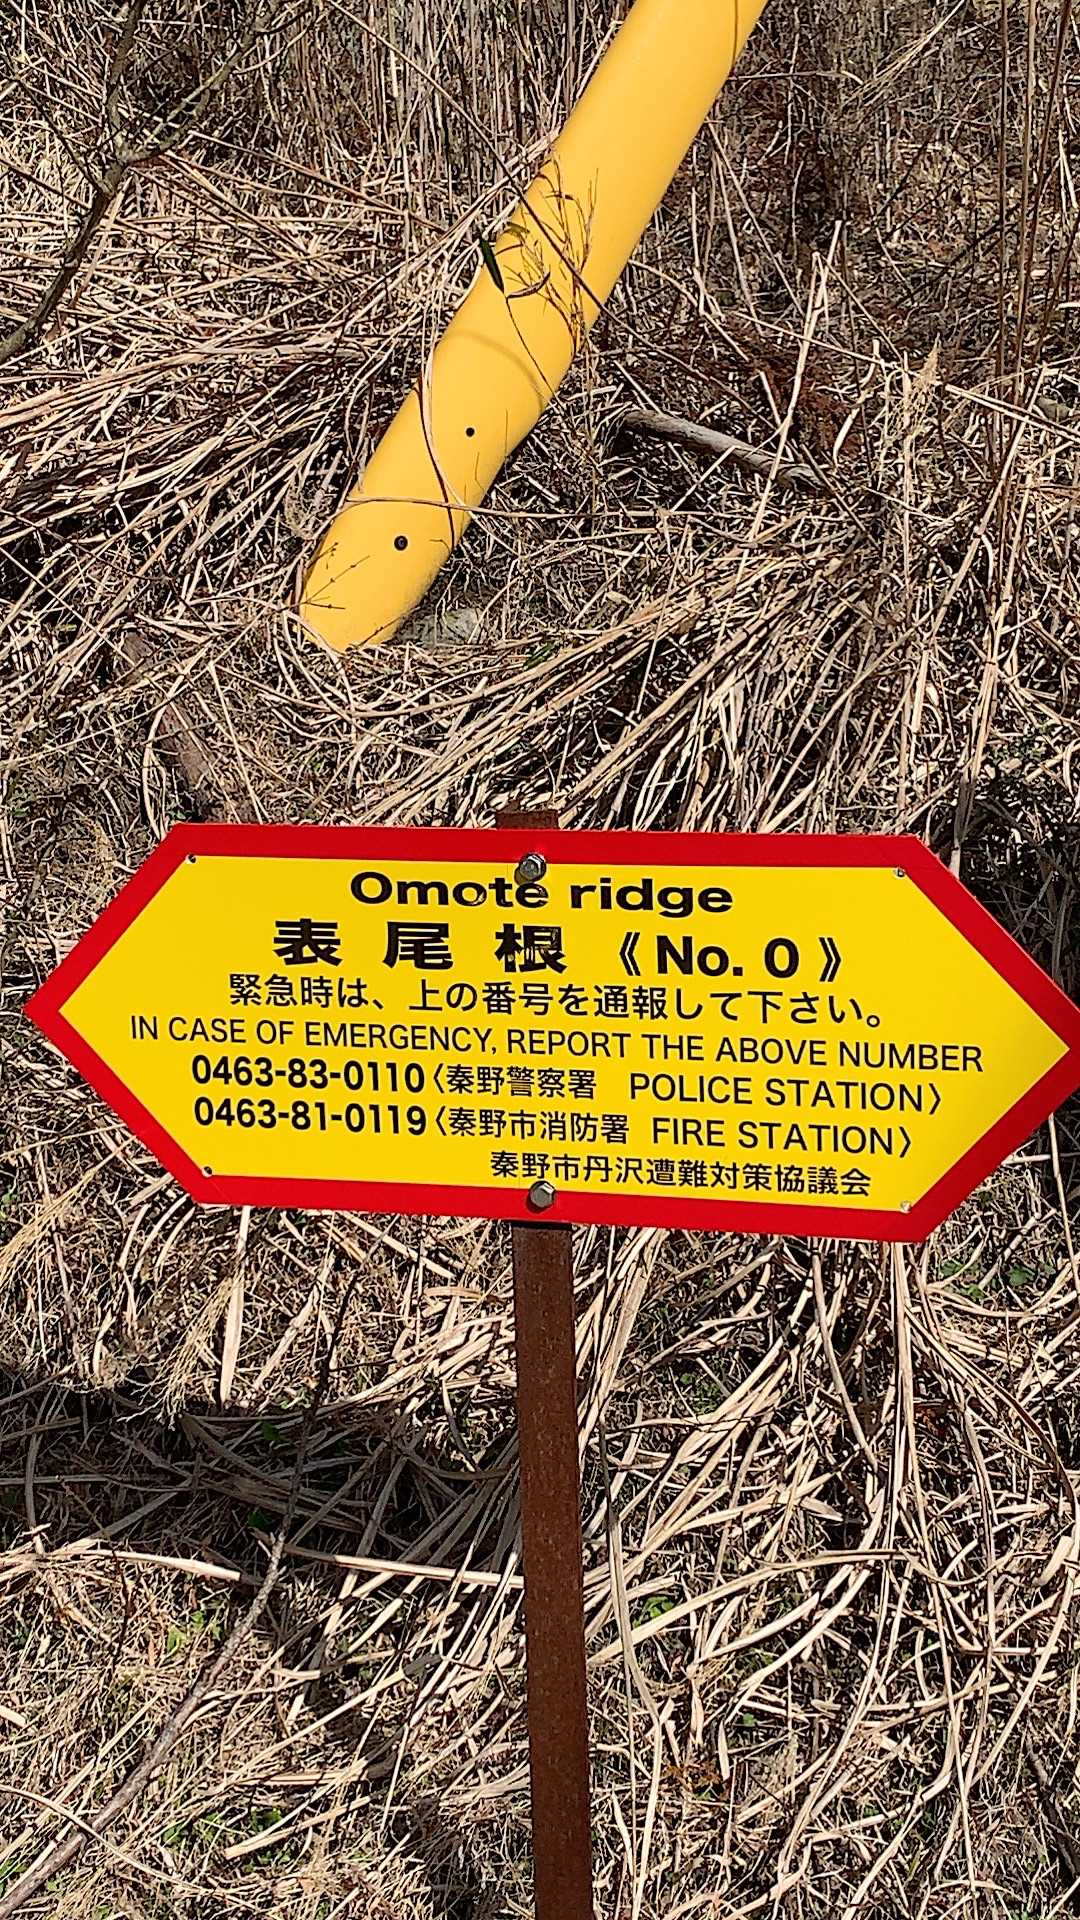 Omote ridge
表尾根 《No. 0》
緊急時は、上の番号を通報して下さい。
IN CASE OF EMERGENCY, REPORT THE ABOVE NUMBER
0463-83-0110〈秦野警察署 POLICE STATION〉
0463-81-0119〈秦野市消防署 FIRE STATION〉
秦野市丹沢遭難対策協議会